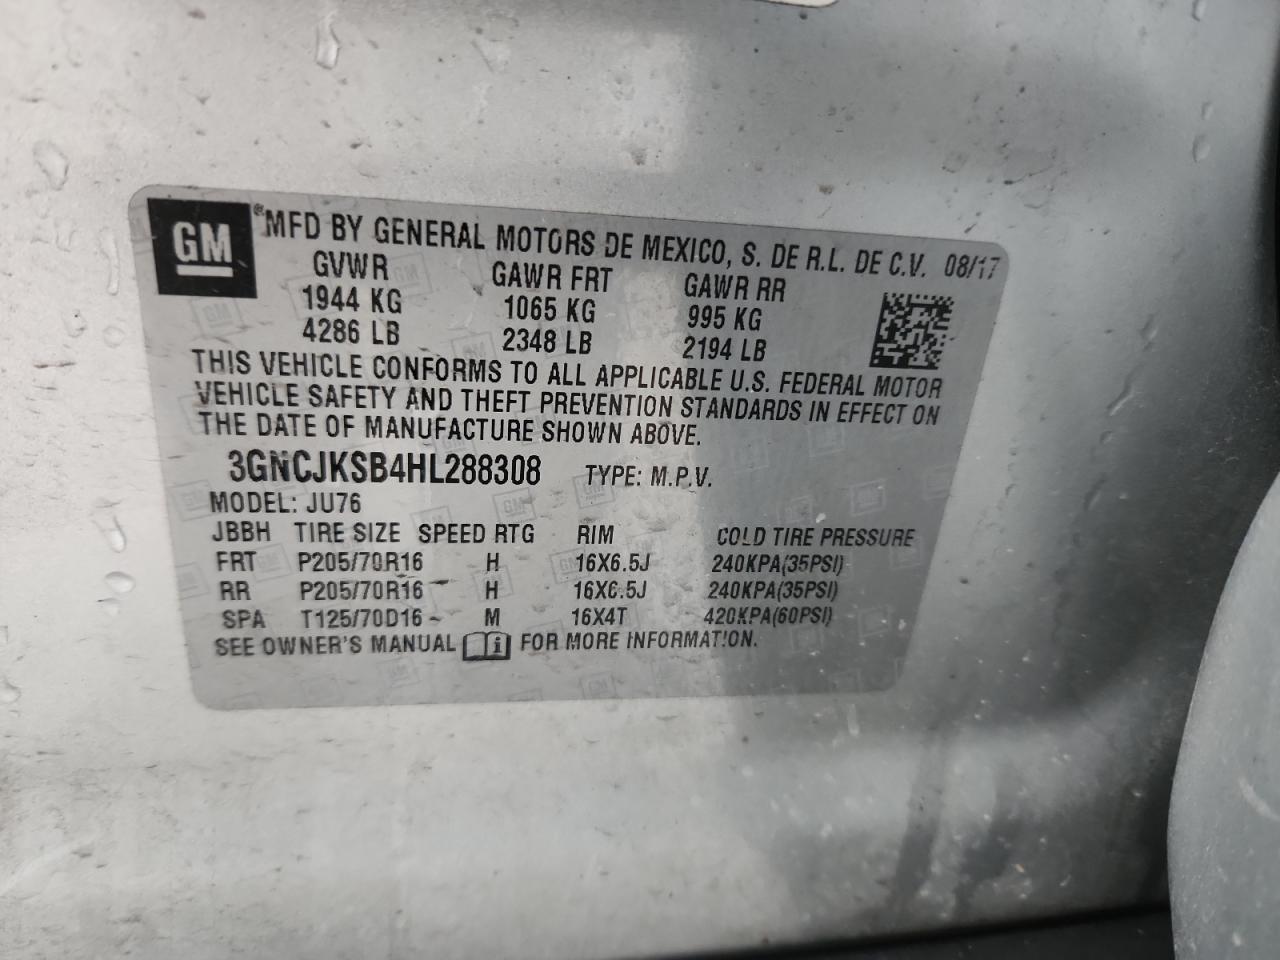 GM ®MFD BY GENERAL MOTORS DE MEXICO, S. DE R.L. DE C.V. 08/17
GVWR GAWR FRT GAWR RR
1944 KG 1065 KG 995 KG
4286 LB 2348 LB 2194 LB
THIS VEHICLE CONFORMS TO ALL APPLICABLE U.S. FEDERAL MOTOR
VEHICLE SAFETY AND THEFT PREVENTION STANDARDS IN EFFECT ON
THE DATE OF MANUFACTURE SHOWN ABOVE.
3GNCJKSB4HL288308 TYPE: M.P.V.
MODEL: JU76
JBBH TIRE SIZE SPEED RTG RIM COLD TIRE PRESSURE
FRT P205/70R16 H 16X6.5J 240KPA(35PSI)
RR P205/70R16 H 16X6.5J 240KPA(35PSI)
SPA T125/70D16 M 16X4T 420KPA(60PSI)
SEE OWNER'S MANUAL i FOR MORE INFORMATION.